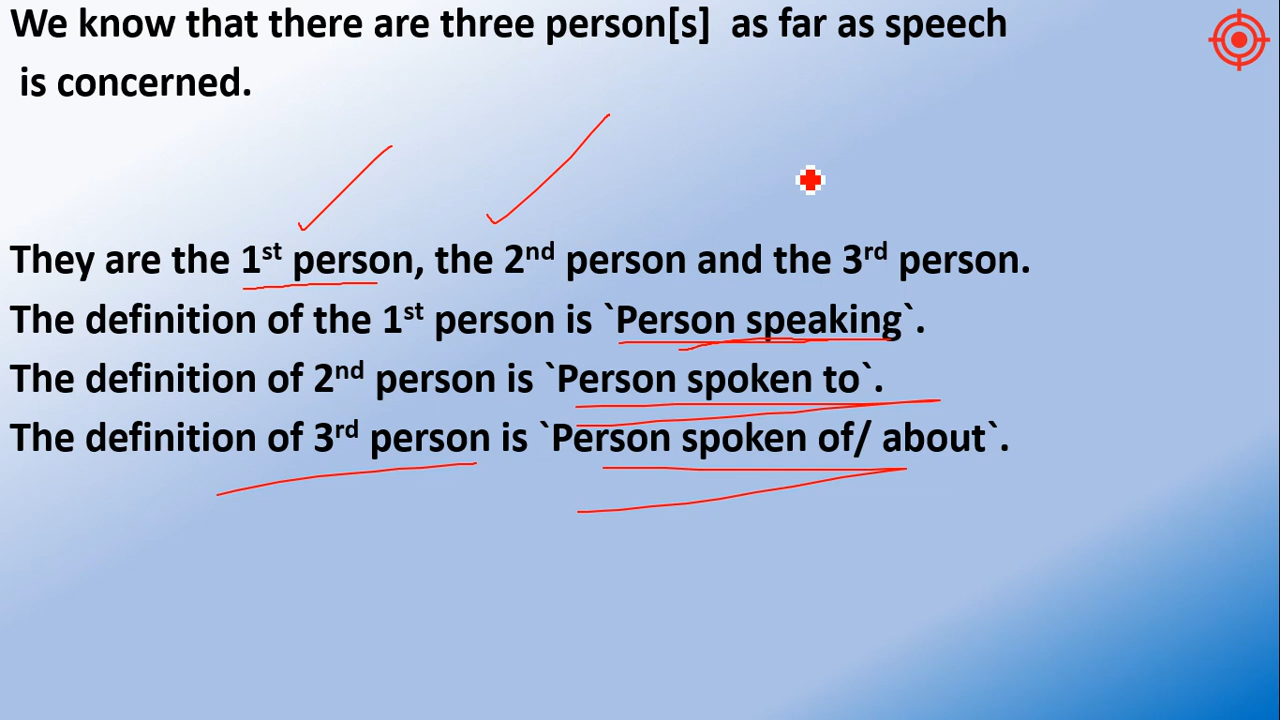 We know that there are three person[s]  as far as speech
is concerned.
They are the 1st person, the 2nd person and the 3rd person.
The definition of the 1st person is `Person speaking`.
The definition of 2nd person is `Person spoken to`.
The definition of 3rd person is `Person spoken of/ about`.